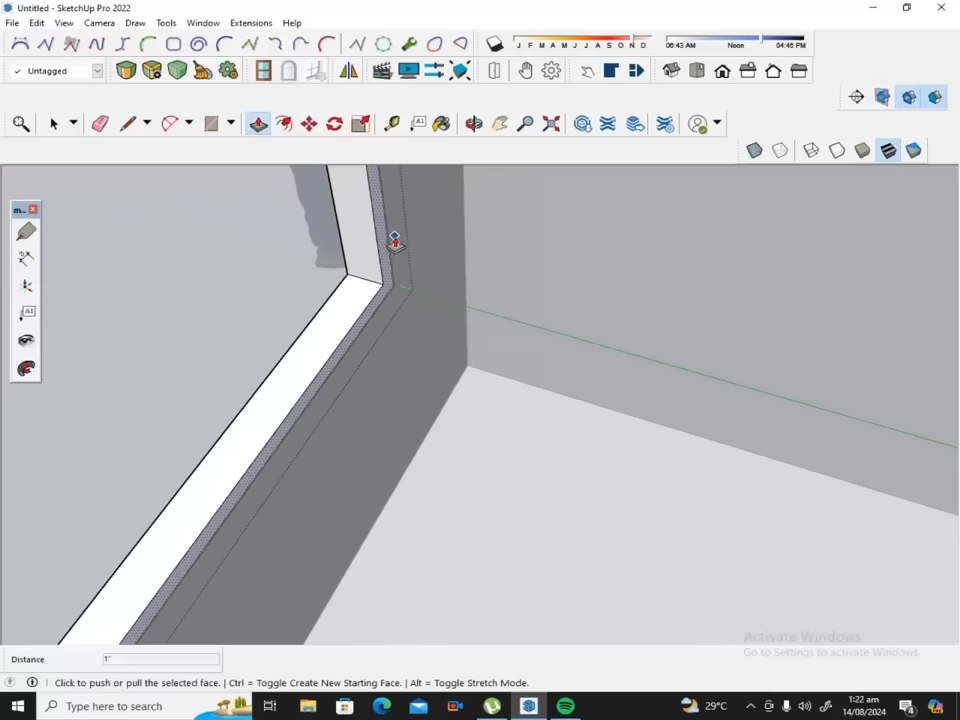 Untitled - SketchUp Pro 2022
File Edit View Camera Draw Tools Window Extensions Help
J F M A M J J A S O N D 06:43 AM Noon 04:45 PM
Untagged
m...
A1
A1
Activate Windows
Go to Settings to activate Windows.
Distance 1"
Click to push or pull the selected face. | Ctrl = Toggle Create New Starting Face. | Alt = Toggle Stretch Mode.
Type here to search
29°C
1:22 am
14/08/2024
4